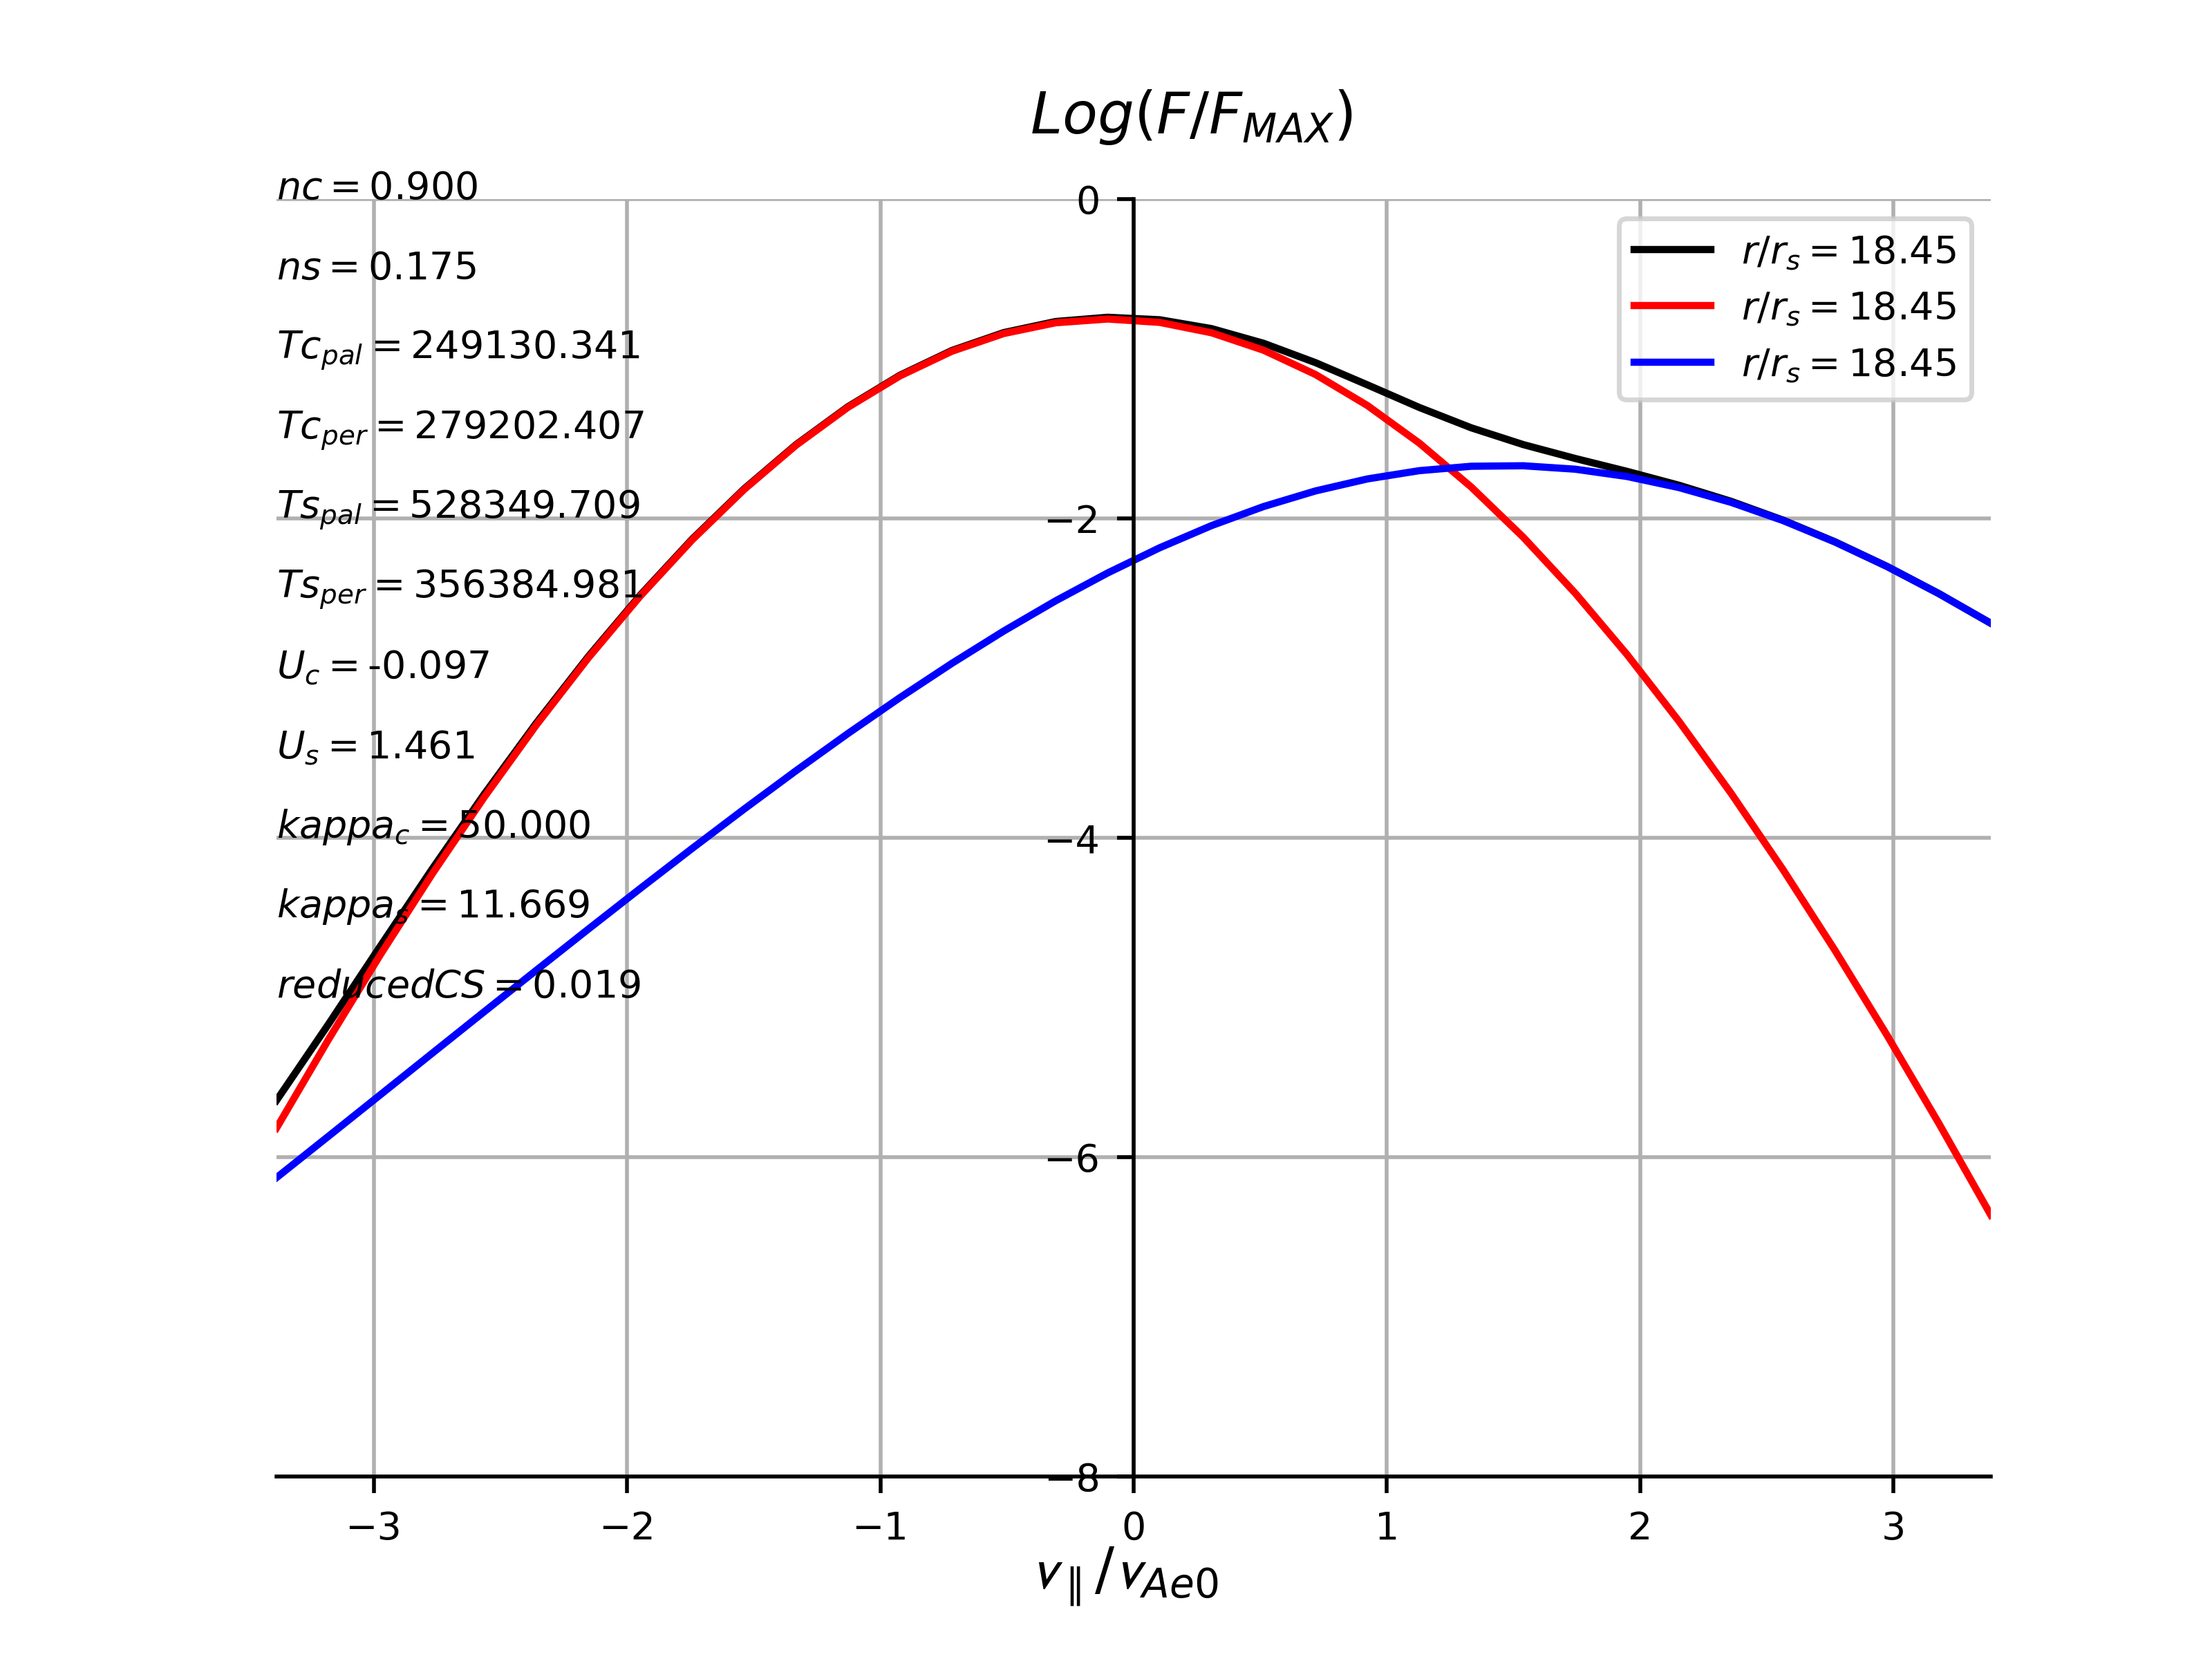 Log(F/F_MAX)
nc = 0.900
ns = 0.175
Tc_pal = 249130.341
Tc_per = 279202.407
Ts_pal = 528349.709
Ts_per = 356384.981
U_c = -0.097
U_s = 1.461
kappa_c = 50.000
kappa_s = 11.669
reducedCS = 0.019
r/r_s = 18.45
r/r_s = 18.45
r/r_s = 18.45
0
−2
−4
−6
−8
−3 −2 −1 0 1 2 3
v_∥/v_Ae0